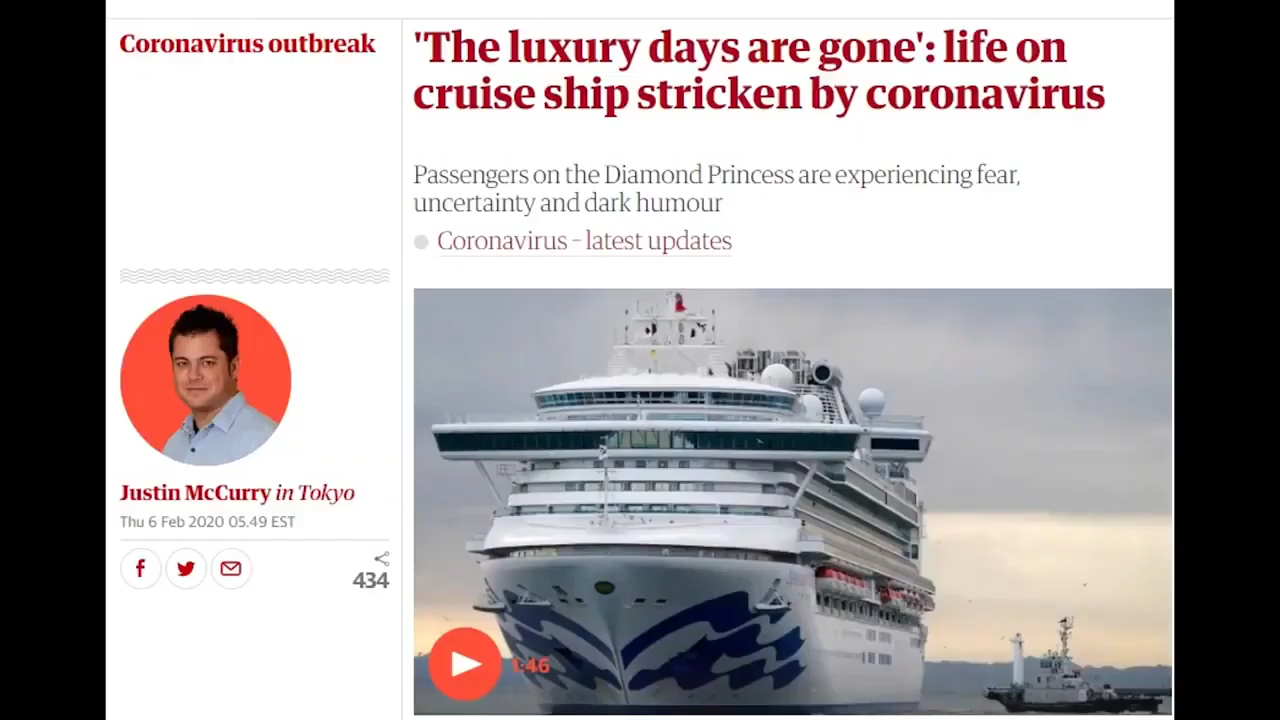 Coronavirus outbreak
'The luxury days are gone': life on
cruise ship stricken by coronavirus
Passengers on the Diamond Princess are experiencing fear,
uncertainty and dark humour
Coronavirus – latest updates
Justin McCurry in Tokyo
Thu 6 Feb 2020 05.49 EST
434
1:46